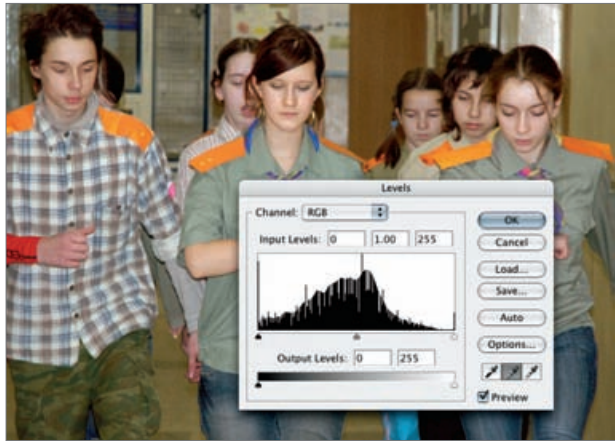 Levels
Channel: RGB
Input Levels: 0 1.00 255
Output Levels: 0 255
OK
Cancel
Load...
Save...
Auto
Options...
Preview